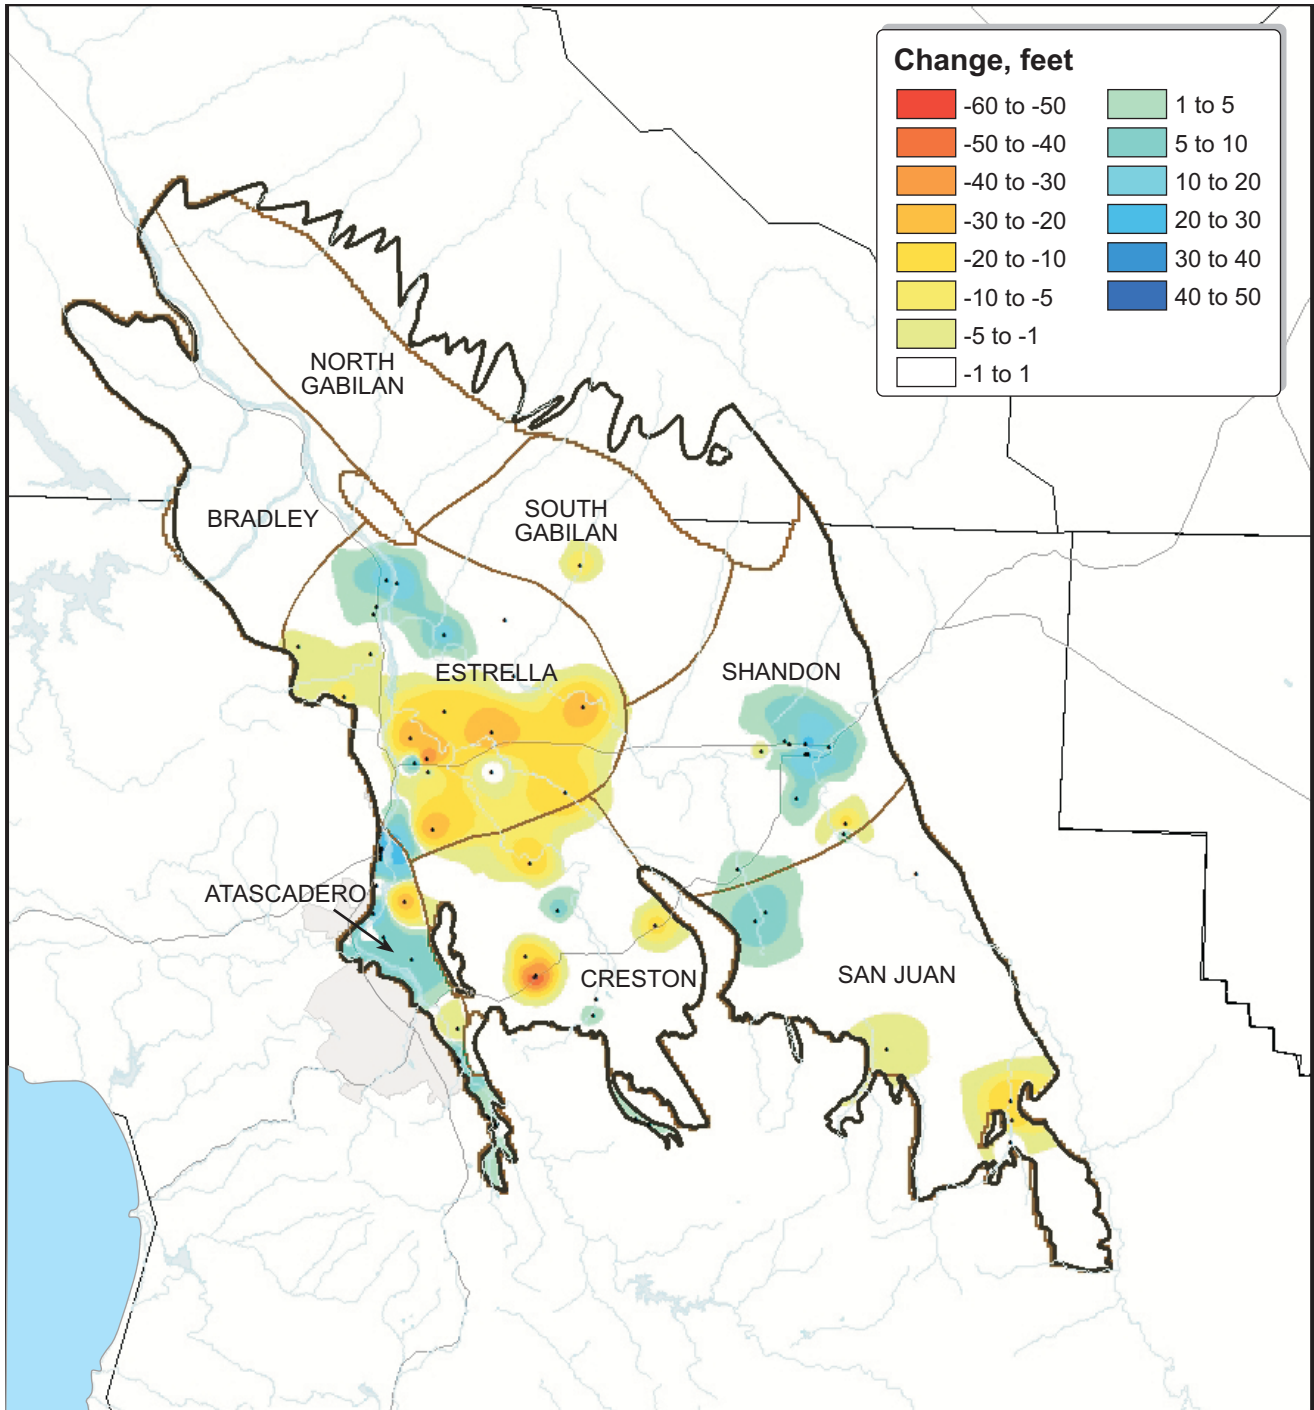 Change, feet
-60 to -50
-50 to -40
-40 to -30
-30 to -20
-20 to -10
-10 to -5
-5 to -1
-1 to 1
1 to 5
5 to 10
10 to 20
20 to 30
30 to 40
40 to 50
NORTH
GABILAN
BRADLEY
SOUTH
GABILAN
ESTRELLA
SHANDON
ATASCADERO
CRESTON
SAN JUAN